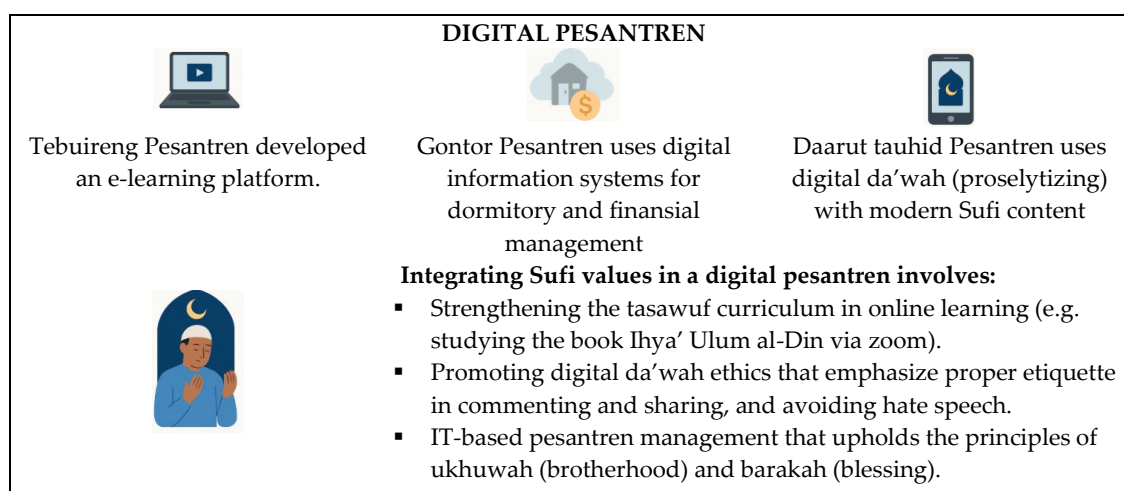 DIGITAL PESANTREN
Tebuireng Pesantren developed
an e-learning platform.
Gontor Pesantren uses digital
information systems for
dormitory and finansial
management
Daarut tauhid Pesantren uses
digital da’wah (proselytizing)
with modern Sufi content
$
Integrating Sufi values in a digital pesantren involves:
▪ Strengthening the tasawuf curriculum in online learning (e.g.
studying the book Ihya’ Ulum al-Din via zoom).
▪ Promoting digital da’wah ethics that emphasize proper etiquette
in commenting and sharing, and avoiding hate speech.
▪ IT-based pesantren management that upholds the principles of
ukhuwah (brotherhood) and barakah (blessing).